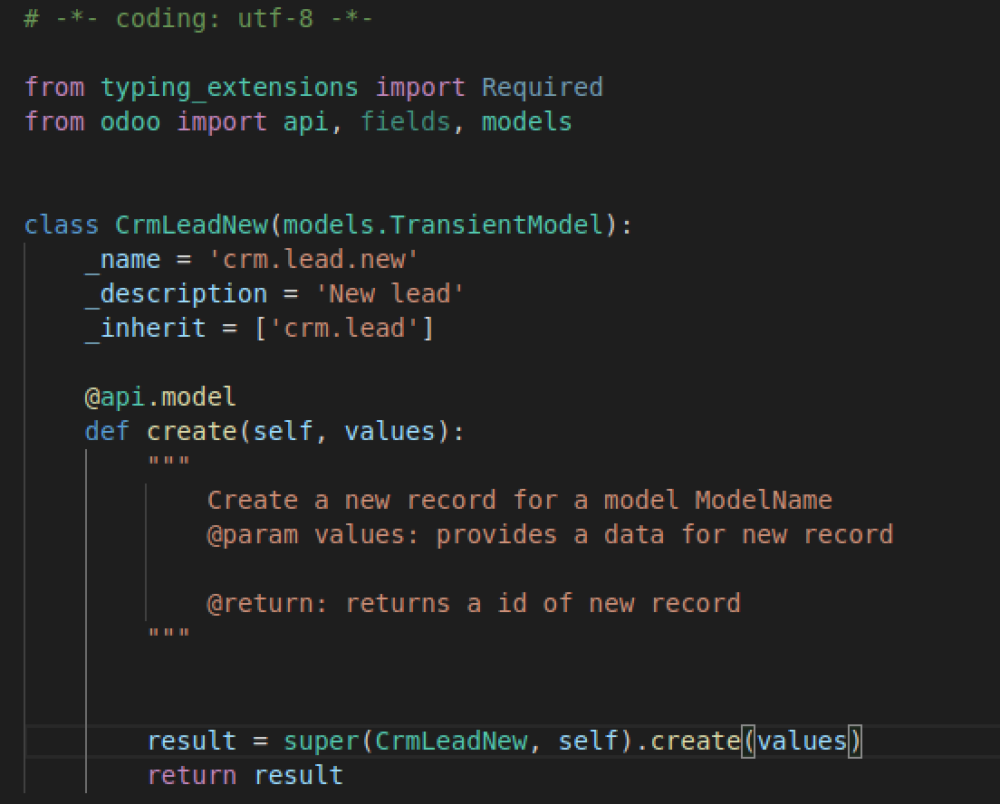 # -*- coding: utf-8 -*-
from typing_extensions import Required
from odoo import api, fields, models
class CrmLeadNew(models.TransientModel):
    _name = 'crm.lead.new'
    _description = 'New lead'
    _inherit = ['crm.lead']
    @api.model
    def create(self, values):
        """
            Create a new record for a model ModelName
            @param values: provides a data for new record
            @return: returns a id of new record
        """
        result = super(CrmLeadNew, self).create(values)
        return result